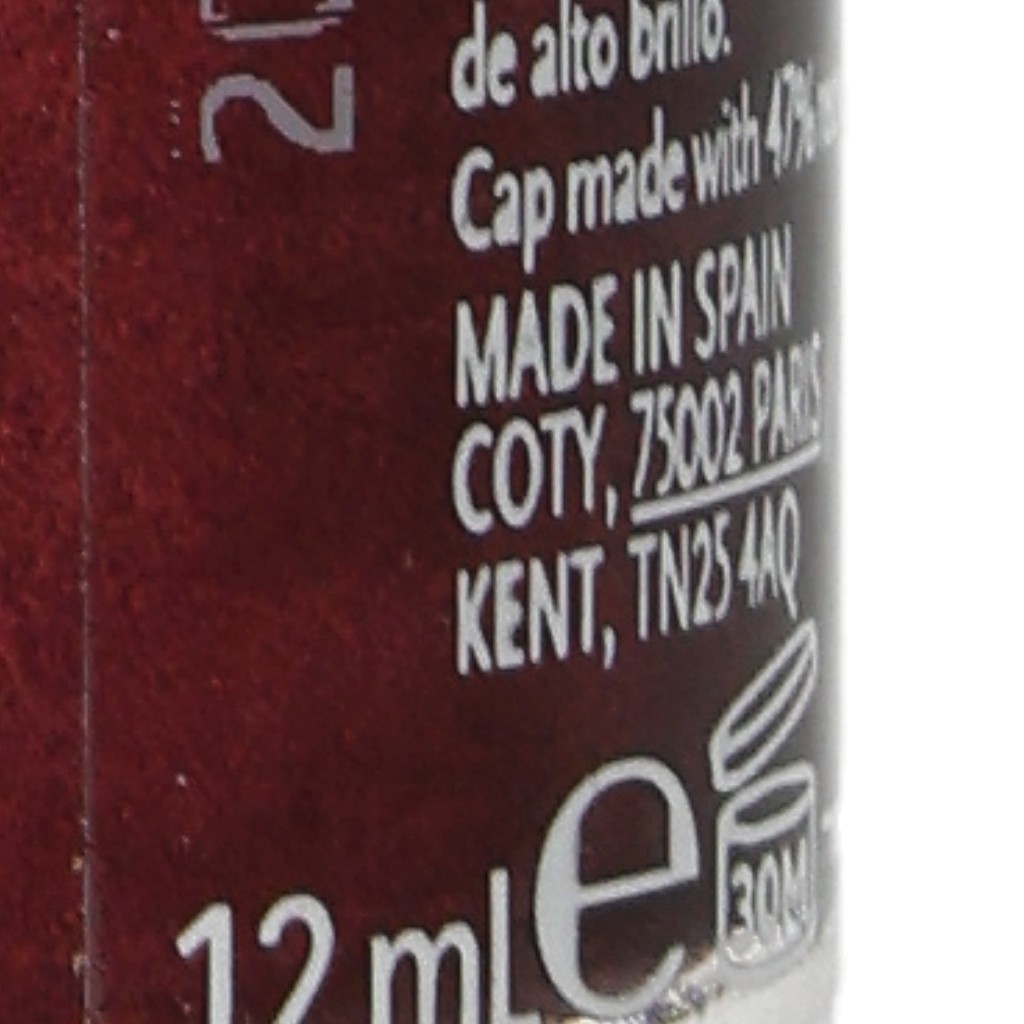 de alto brillo.
Cap made with 47%
MADE IN SPAIN
COTY, 75002 PARIS
KENT, TN25 4AQ
30M
12 mL e